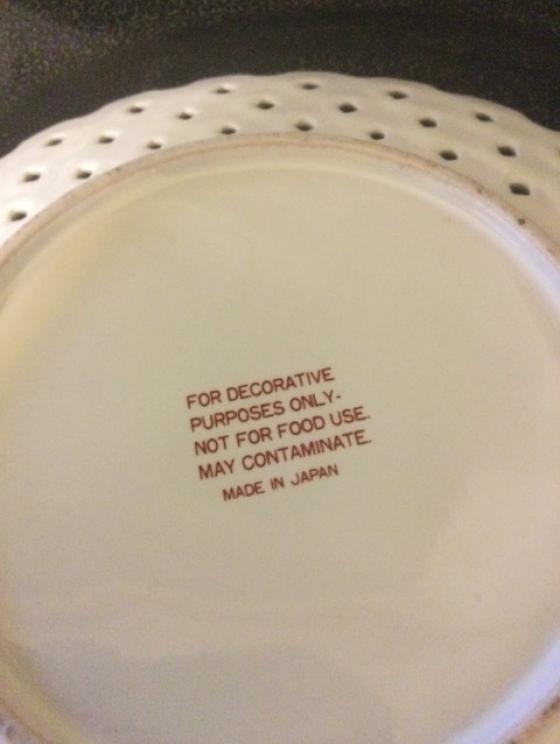 FOR DECORATIVE
PURPOSES ONLY-
NOT FOR FOOD USE.
MAY CONTAMINATE.
MADE IN JAPAN